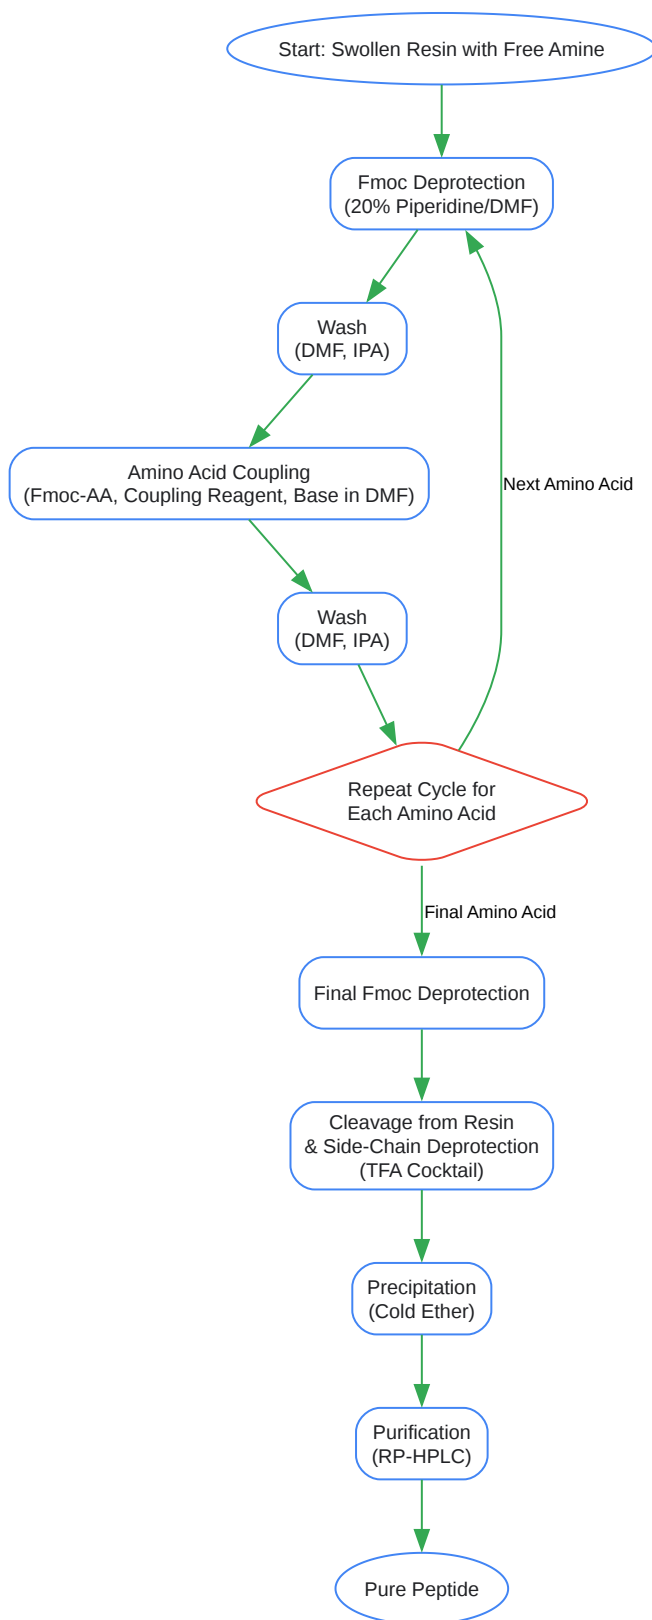 Start: Swollen Resin with Free Amine
Fmoc Deprotection
(20% Piperidine/DMF)
Wash
(DMF, IPA)
Amino Acid Coupling
(Fmoc-AA, Coupling Reagent, Base in DMF)
Next Amino Acid
Wash
(DMF, IPA)
Repeat Cycle for
Each Amino Acid
Final Amino Acid
Final Fmoc Deprotection
Cleavage from Resin
& Side-Chain Deprotection
(TFA Cocktail)
Precipitation
(Cold Ether)
Purification
(RP-HPLC)
Pure Peptide